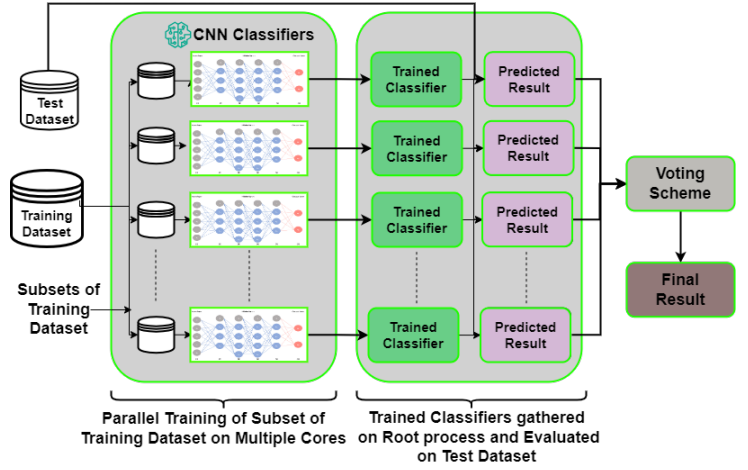 CNN Classifiers
Test
Dataset
Training
Dataset
Subsets of
Training
Dataset
Trained
Classifier
Predicted
Result
Trained
Classifier
Predicted
Result
Trained
Classifier
Predicted
Result
Trained
Classifier
Predicted
Result
Voting
Scheme
Final
Result
Parallel Training of Subset of
Training Dataset on Multiple Cores
Trained Classifiers gathered
on Root process and Evaluated
on Test Dataset